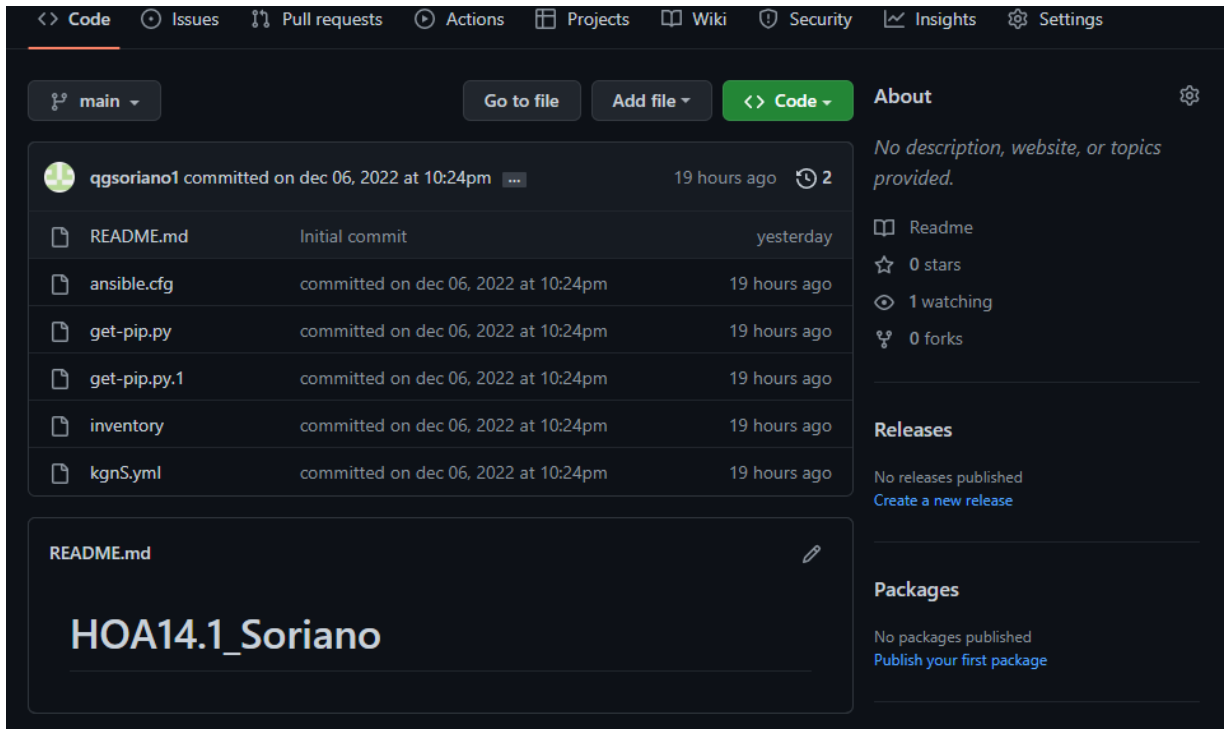 Code Issues Pull requests Actions Projects Wiki Security Insights Settings
main Go to file Add file Code
qgsoriano1 committed on dec 06, 2022 at 10:24pm ... 19 hours ago 2
README.md Initial commit yesterday
ansible.cfg committed on dec 06, 2022 at 10:24pm 19 hours ago
get-pip.py committed on dec 06, 2022 at 10:24pm 19 hours ago
get-pip.py.1 committed on dec 06, 2022 at 10:24pm 19 hours ago
inventory committed on dec 06, 2022 at 10:24pm 19 hours ago
kgnS.yml committed on dec 06, 2022 at 10:24pm 19 hours ago
README.md
HOA14.1_Soriano
About
No description, website, or topics
provided.
Readme
0 stars
1 watching
0 forks
Releases
No releases published
Create a new release
Packages
No packages published
Publish your first package